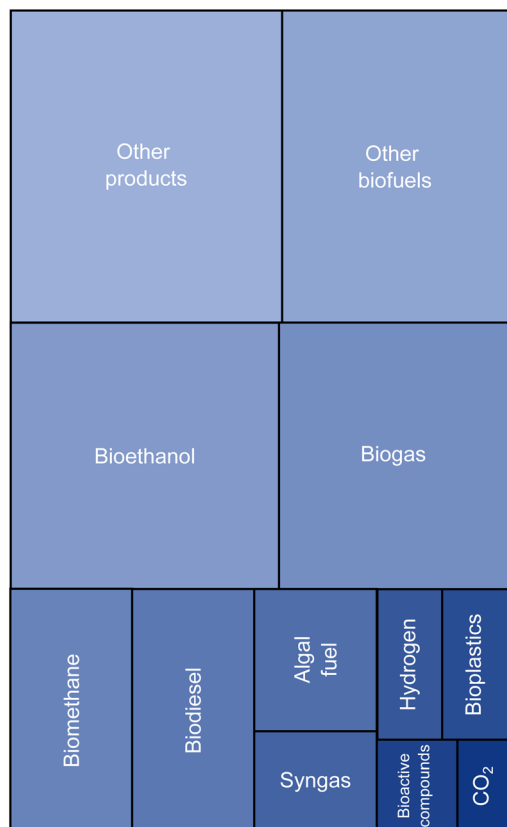 Other
products
Other
biofuels
Bioethanol
Biogas
Biomethane
Biodiesel
Algal
fuel
Syngas
Hydrogen
Bioplastics
Bioactive
compounds
CO₂